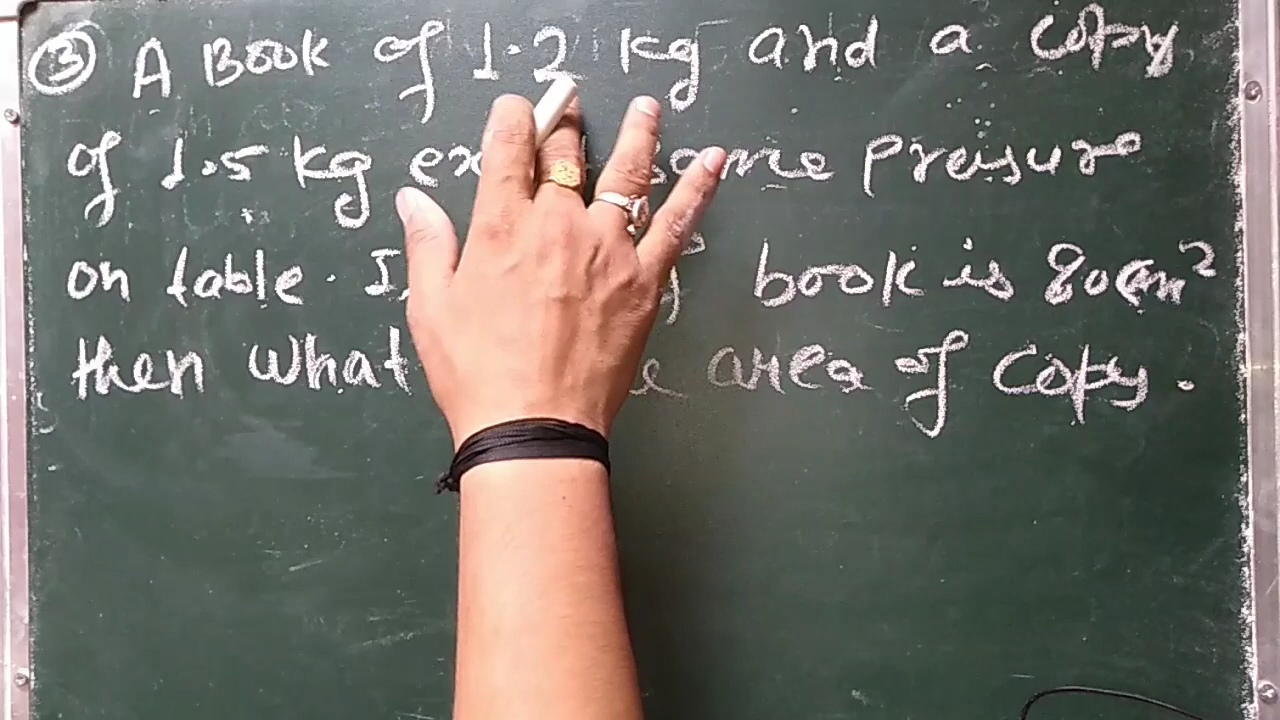 ③ A Book of 1.2 kg and a copy
of 1.5 kg same pressure
on table. book is 80cm²
then what area of copy.